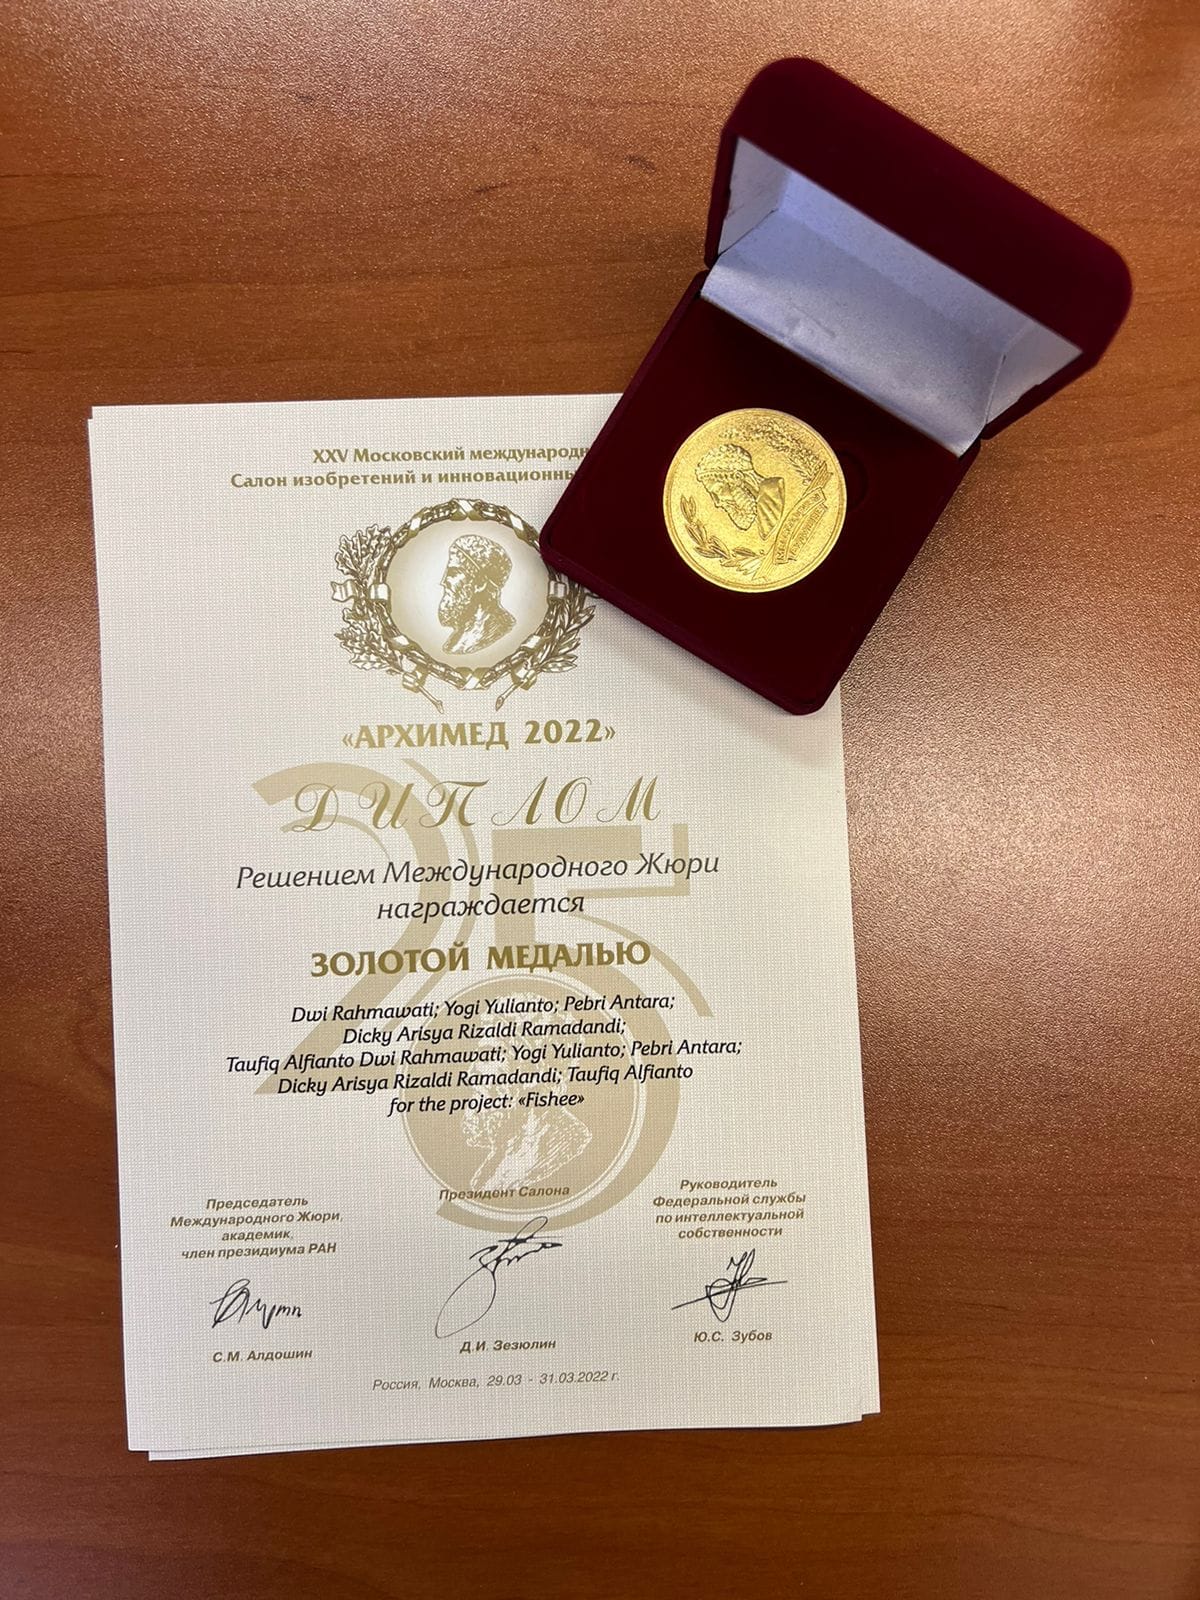 XXV Московский
Салон изобретений и
«АРХИМЕД 2022»
25
ДИПЛОМ
Решением Международного Жюри
награждается
ЗОЛОТОЙ МЕДАЛЬЮ
Dwi Rahmawati; Yogi Yulianto; Pebri Antara;
Dicky Arisya Rizaldi Ramadandi;
Taufiq Alfianto Dwi Rahmawati; Yogi Yulianto; Pebri Antara;
Dicky Arisya Rizaldi Ramadandi; Taufiq Alfianto
for the project: «Fishee»
Председатель
Международного Жюри,
академик,
член президиума РАН
С.М. Алдошин
Президент Салона
Д.И. Зезюлин
Руководитель
Федеральной службы
по интеллектуальной
собственности
Ю.С. Зубов
Россия, Москва, 29.03 - 31.03.2022 г.